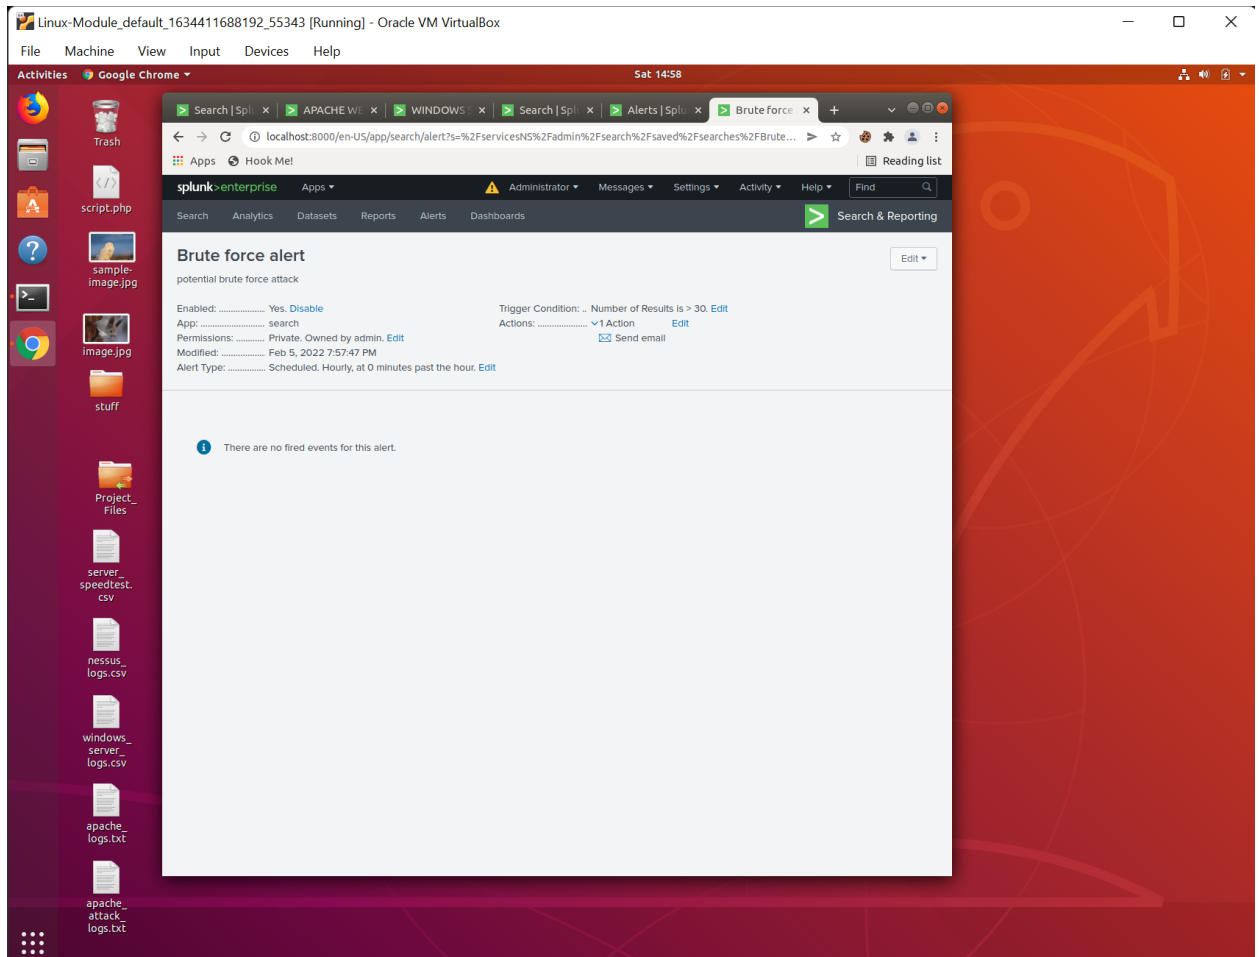 Linux-Module_default_1634411688192_55343 [Running] - Oracle VM VirtualBox
File Machine View Input Devices Help
Activities Google Chrome Sat 14:58
Trash
script.php
sample-
image.jpg
image.jpg
stuff
Project_
Files
server_
speedtest.
csv
nessus_
logs.csv
windows_
server_
logs.csv
apache_
logs.txt
apache_
attack_
logs.txt
Search | Spl APACHE WE WINDOWS S Search | Spl Alerts | Splu Brute force
localhost:8000/en-US/app/search/alert?s=%2FservicesNS%2Fadmin%2Fsearch%2Fsaved%2Fsearches%2FBrute...
Apps Hook Me! Reading list
splunk>enterprise Apps Administrator Messages Settings Activity Help Find
Search Analytics Datasets Reports Alerts Dashboards Search & Reporting
Brute force alert Edit
potential brute force attack
Enabled: ................... Yes. Disable
App: .......................... search
Permissions: ............ Private. Owned by admin. Edit
Modified: .................. Feb 5, 2022 7:57:47 PM
Alert Type: ............... Scheduled. Hourly, at 0 minutes past the hour. Edit
Trigger Condition: .. Number of Results is > 30. Edit
Actions: .................... 1 Action Edit
Send email
There are no fired events for this alert.